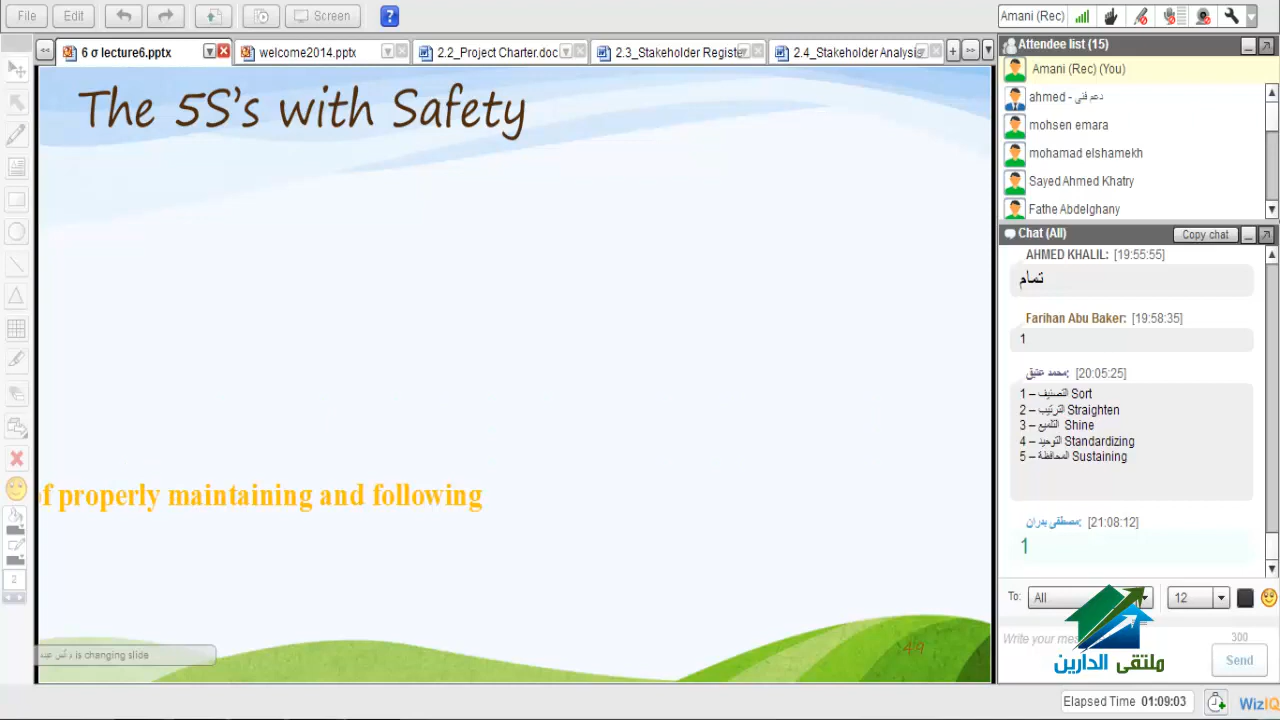 File
Edit
Screen
?
Amani (Rec)
6 σ lecture6.pptx
welcome2014.pptx
2.2_Project Charter.doc
2.3_Stakeholder Registe
2.4_Stakeholder Analysis
Attendee list (15)
Amani (Rec) (You)
ahmed - دعم فنى
mohsen emara
mohamad elshamekh
Sayed Ahmed Khatry
Fathe Abdelghany
The 5S's with Safety
of properly maintaining and following
49
is changing slide
2
Chat (All)
Copy chat
AHMED KHALIL: [19:55:55]
تمام
Farihan Abu Baker: [19:58:35]
1
محمد عتيق: [20:05:25]
1 – التصنيف Sort
2 – الترتيب Straighten
3 – التلميع Shine
4 – التوحيد Standardizing
5 – المحافظة Sustaining
مصطفى بدران: [21:08:12]
1
To: All
12
Write your mes
300
Send
ملتقى الدارين
Elapsed Time 01:09:03
WizIQ